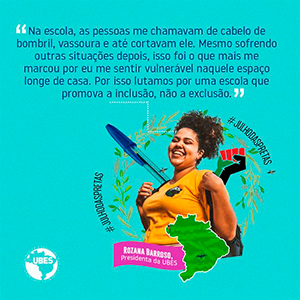 "Na escola, as pessoas me chamavam de cabelo de
bombril, vassoura e até cortavam ele. Mesmo sofrendo
outras situações depois, isso foi o que mais me
marcou por eu me sentir vulnerável naquele espaço
longe de casa. Por isso lutamos por uma escola que
promova a inclusão, não a exclusão."
#JULHODASPRETAS
#JULHODASPRETAS
ROZANA BARROSO,
Presidenta da UBES
UBES